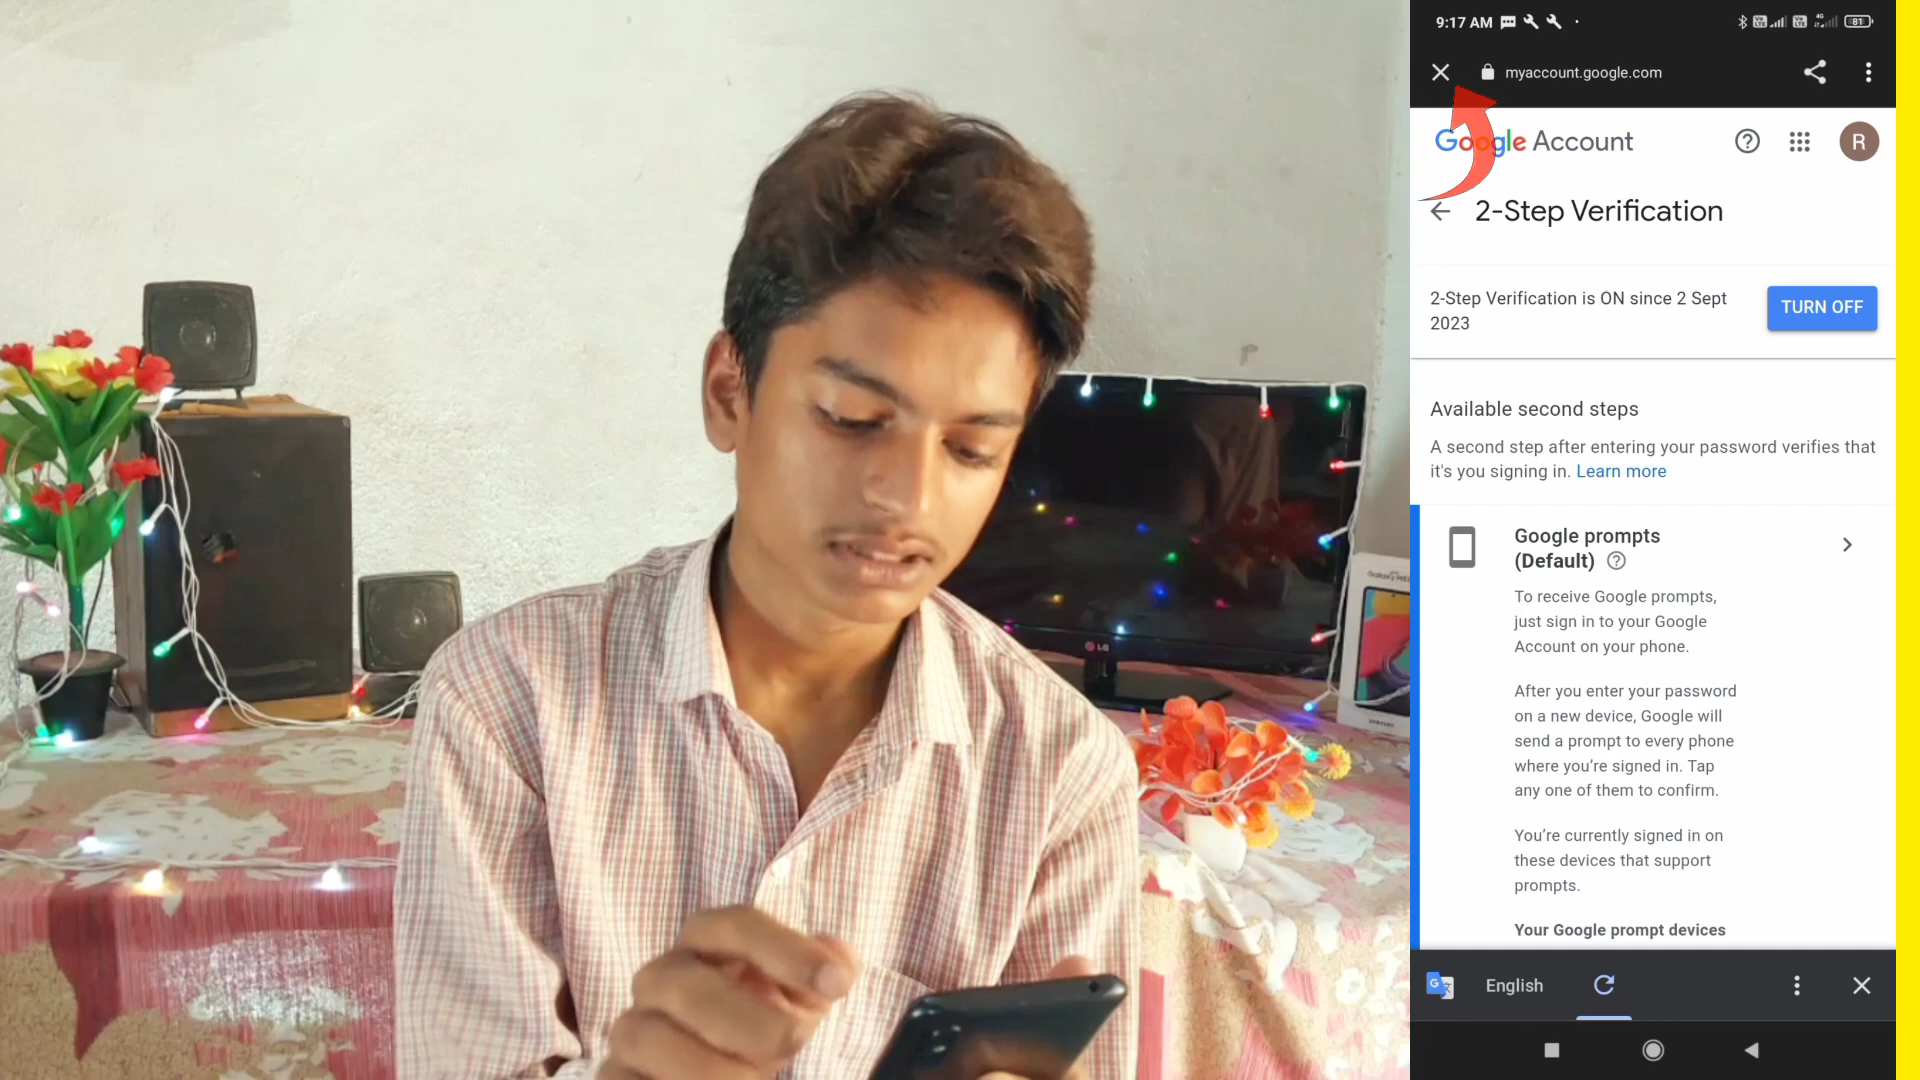 9:17 AM
4G
81
myaccount.google.com
Google Account
R
2-Step Verification
2-Step Verification is ON since 2 Sept
2023
TURN OFF
Available second steps
A second step after entering your password verifies that
it's you signing in. Learn more
Google prompts
(Default)
To receive Google prompts,
just sign in to your Google
Account on your phone.
After you enter your password
on a new device, Google will
send a prompt to every phone
where you’re signed in. Tap
any one of them to confirm.
You’re currently signed in on
these devices that support
prompts.
Your Google prompt devices
English
LG
Galaxy
SAMSUNG